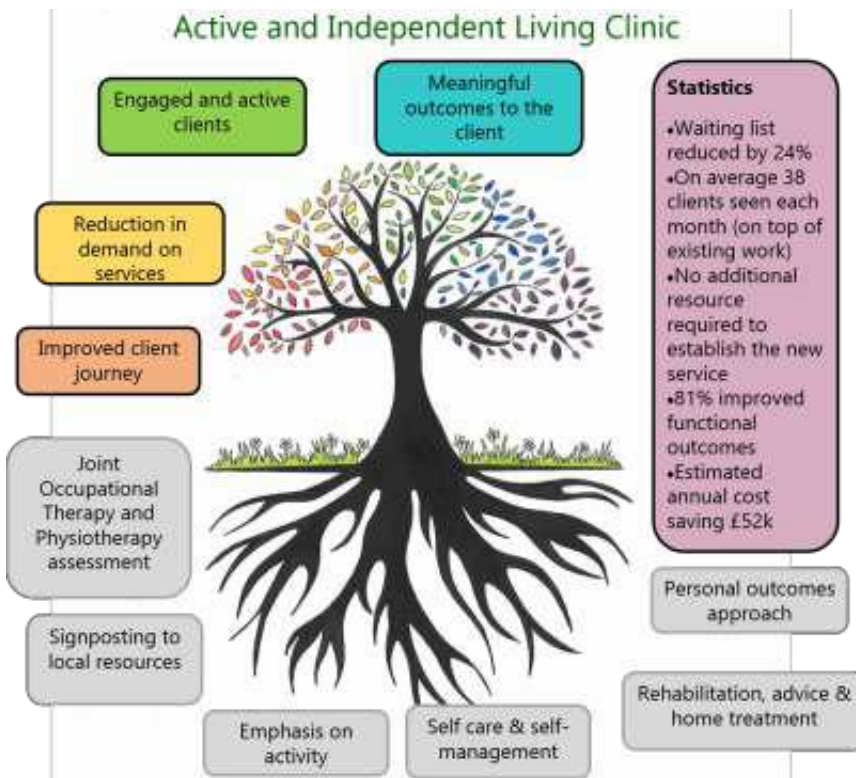 Active and Independent Living Clinic
Engaged and active
clients
Meaningful
outcomes to the
client
Reduction in
demand on
services
Improved client
journey
Statistics
•Waiting list
reduced by 24%
•On average 38
clients seen each
month (on top of
existing work)
•No additional
resource
required to
establish the new
service
•81% improved
functional
outcomes
•Estimated
annual cost
saving £52k
Joint
Occupational
Therapy and
Physiotherapy
assessment
Signposting to
local resources
Emphasis on
activity
Self care & self-
management
Personal outcomes
approach
Rehabilitation, advice &
home treatment